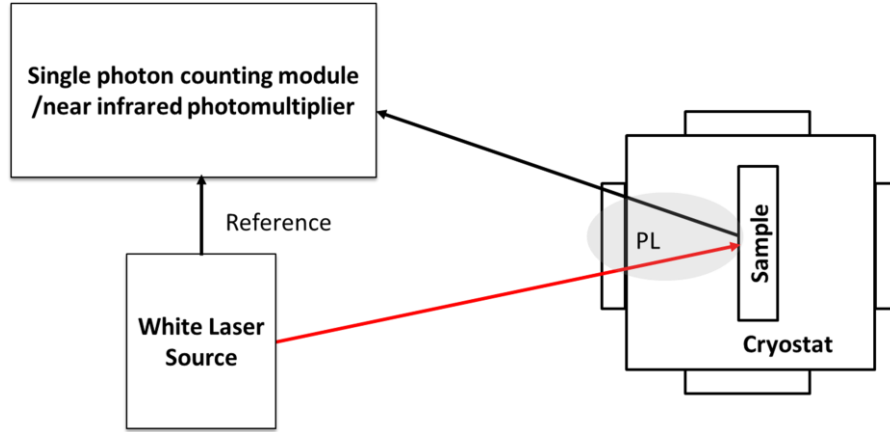 Single photon counting module
/near infrared photomultiplier
Reference
White Laser
Source
PL
Sample
Cryostat